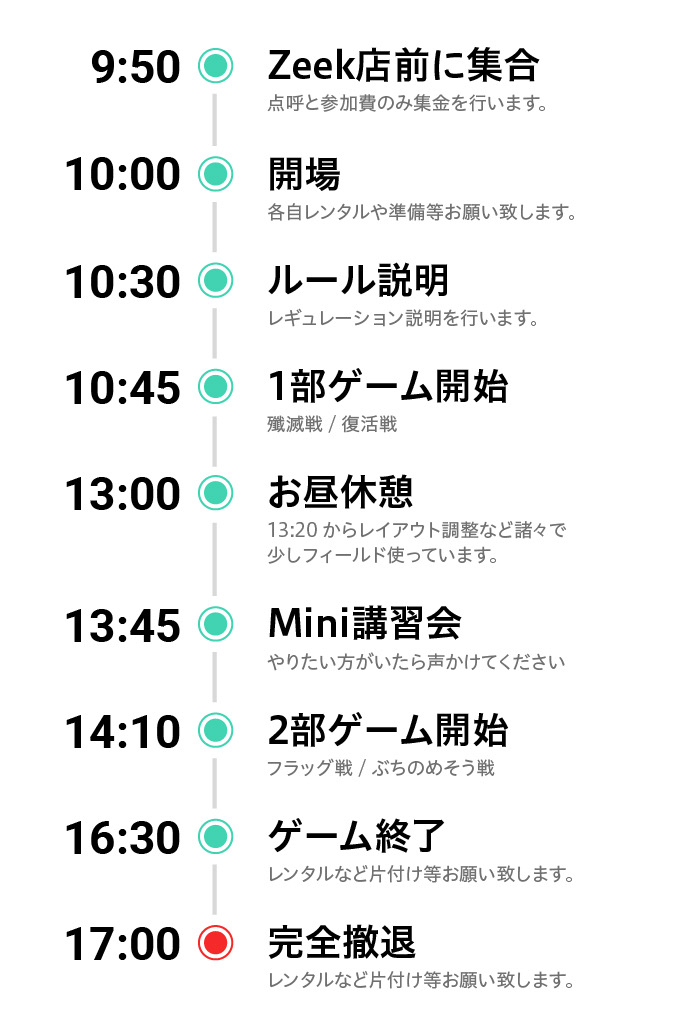 9:50 Zeek店前に集合
点呼と参加費のみ集金を行います。
10:00 開場
各自レンタルや準備等お願い致します。
10:30 ルール説明
レギュレーション説明を行います。
10:45 1部ゲーム開始
殲滅戦 / 復活戦
13:00 お昼休憩
13:20 からレイアウト調整など諸々で
少しフィールド使っています。
13:45 Mini講習会
やりたい方がいたら声かけてください
14:10 2部ゲーム開始
フラッグ戦 / ぶちのめそう戦
16:30 ゲーム終了
レンタルなど片付け等お願い致します。
17:00 完全撤退
レンタルなど片付け等お願い致します。